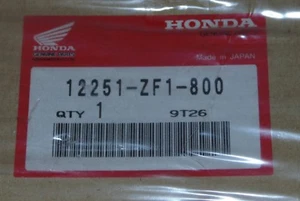 HONDA
HONDA
Made in JAPAN
12251-ZF1-800
QTY 1
9T26